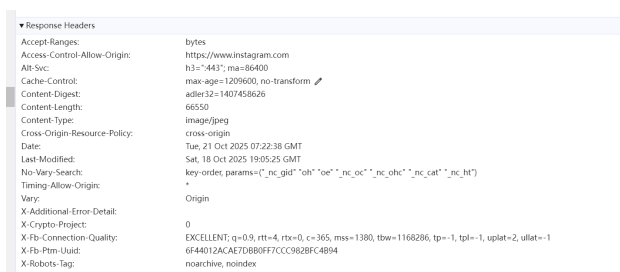 ▼ Response Headers
Accept-Ranges: bytes
Access-Control-Allow-Origin: https://www.instagram.com
Alt-Svc: h3=":443"; ma=86400
Cache-Control: max-age=1209600, no-transform
Content-Digest: adler32=1407458626
Content-Length: 66550
Content-Type: image/jpeg
Cross-Origin-Resource-Policy: cross-origin
Date: Tue, 21 Oct 2025 07:22:38 GMT
Last-Modified: Sat, 18 Oct 2025 19:05:25 GMT
No-Vary-Search: key-order, params=("_nc_gid" "oh" "oe" "_nc_oc" "_nc_ohc" "_nc_cat" "_nc_ht")
Timing-Allow-Origin: *
Vary: Origin
X-Additional-Error-Detail:
X-Crypto-Project: 0
X-Fb-Connection-Quality: EXCELLENT; q=0.9, rtt=4, rtx=0, c=365, mss=1380, tbw=1168286, tp=-1, tpl=-1, uplat=2, ullat=-1
X-Fb-Ptm-Uuid: 6F44012ACAE7DBB0FF7CCC982BFC4B94
X-Robots-Tag: noarchive, noindex